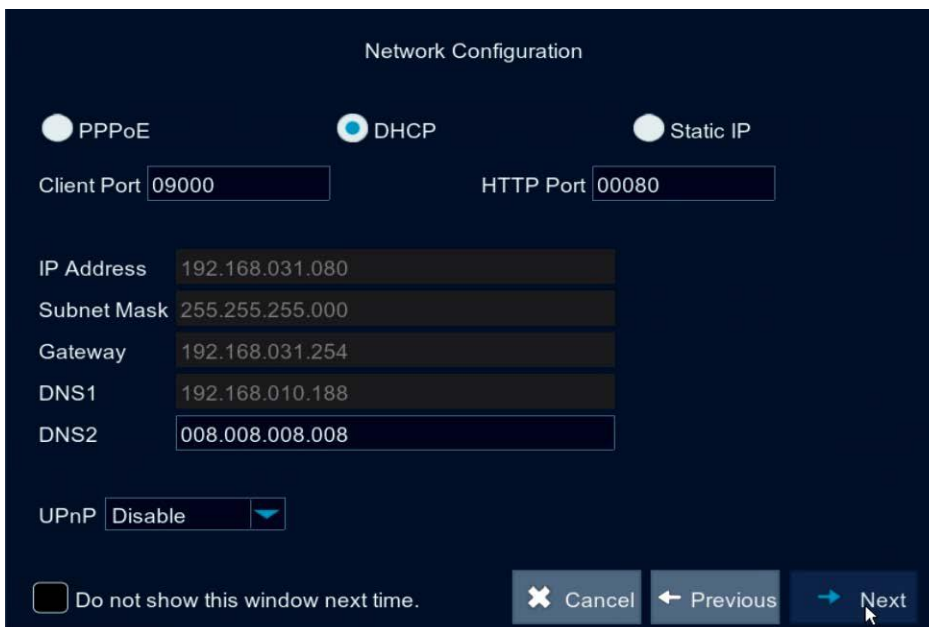 Network Configuration
PPPoE DHCP Static IP
Client Port 09000 HTTP Port 00080
IP Address 192.168.031.080
Subnet Mask 255.255.255.000
Gateway 192.168.031.254
DNS1 192.168.010.188
DNS2 008.008.008.008
UPnP Disable
Do not show this window next time. Cancel Previous Next